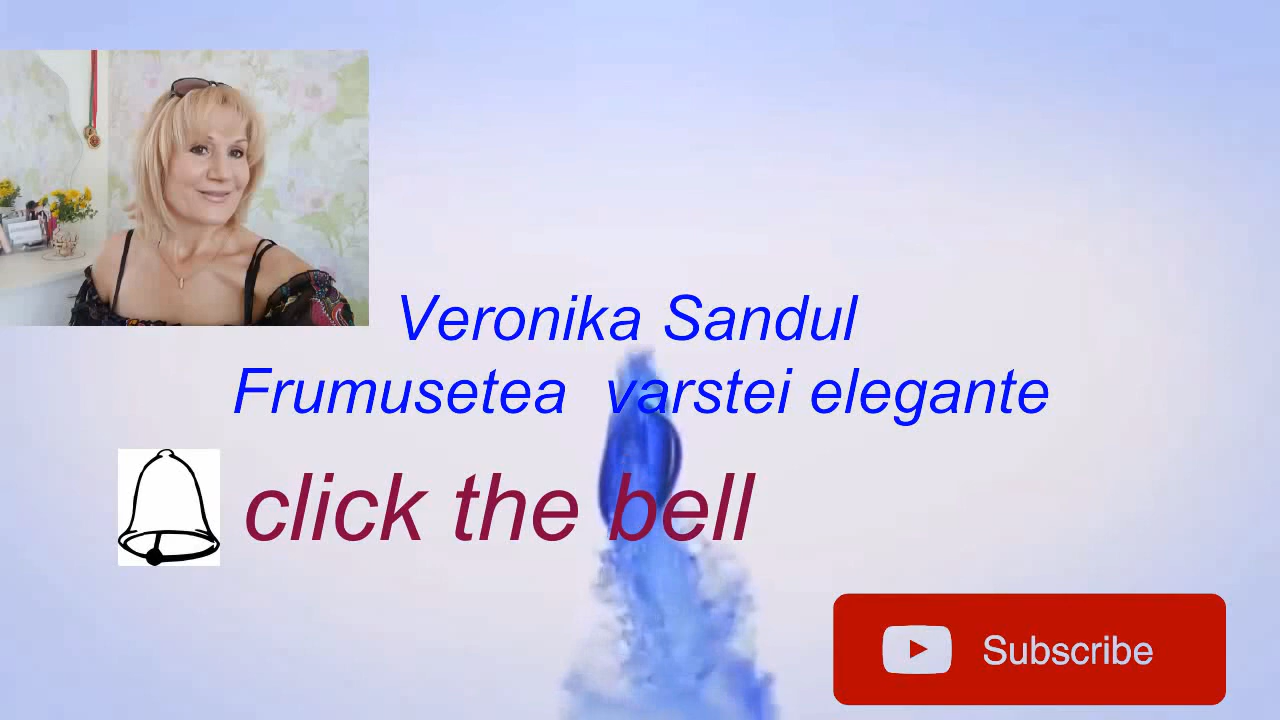 Veronika Sandul
Frumusetea varstei elegante
click the bell
Subscribe